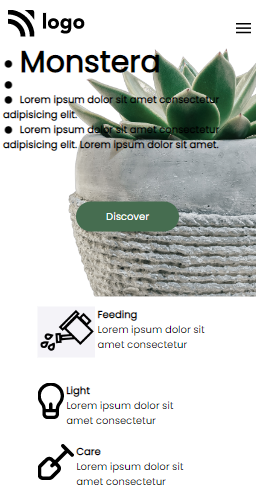 logo
Monstera
Lorem ipsum dolor sit amet consectetur
adipisicing elit.
Lorem ipsum dolor sit amet consectetur
adipisicing elit. Lorem ipsum dolor sit amet.
Discover
Feeding
Lorem ipsum dolor sit
amet consectetur
Light
Lorem ipsum dolor sit
amet consectetur
Care
Lorem ipsum dolor sit
amet consectetur